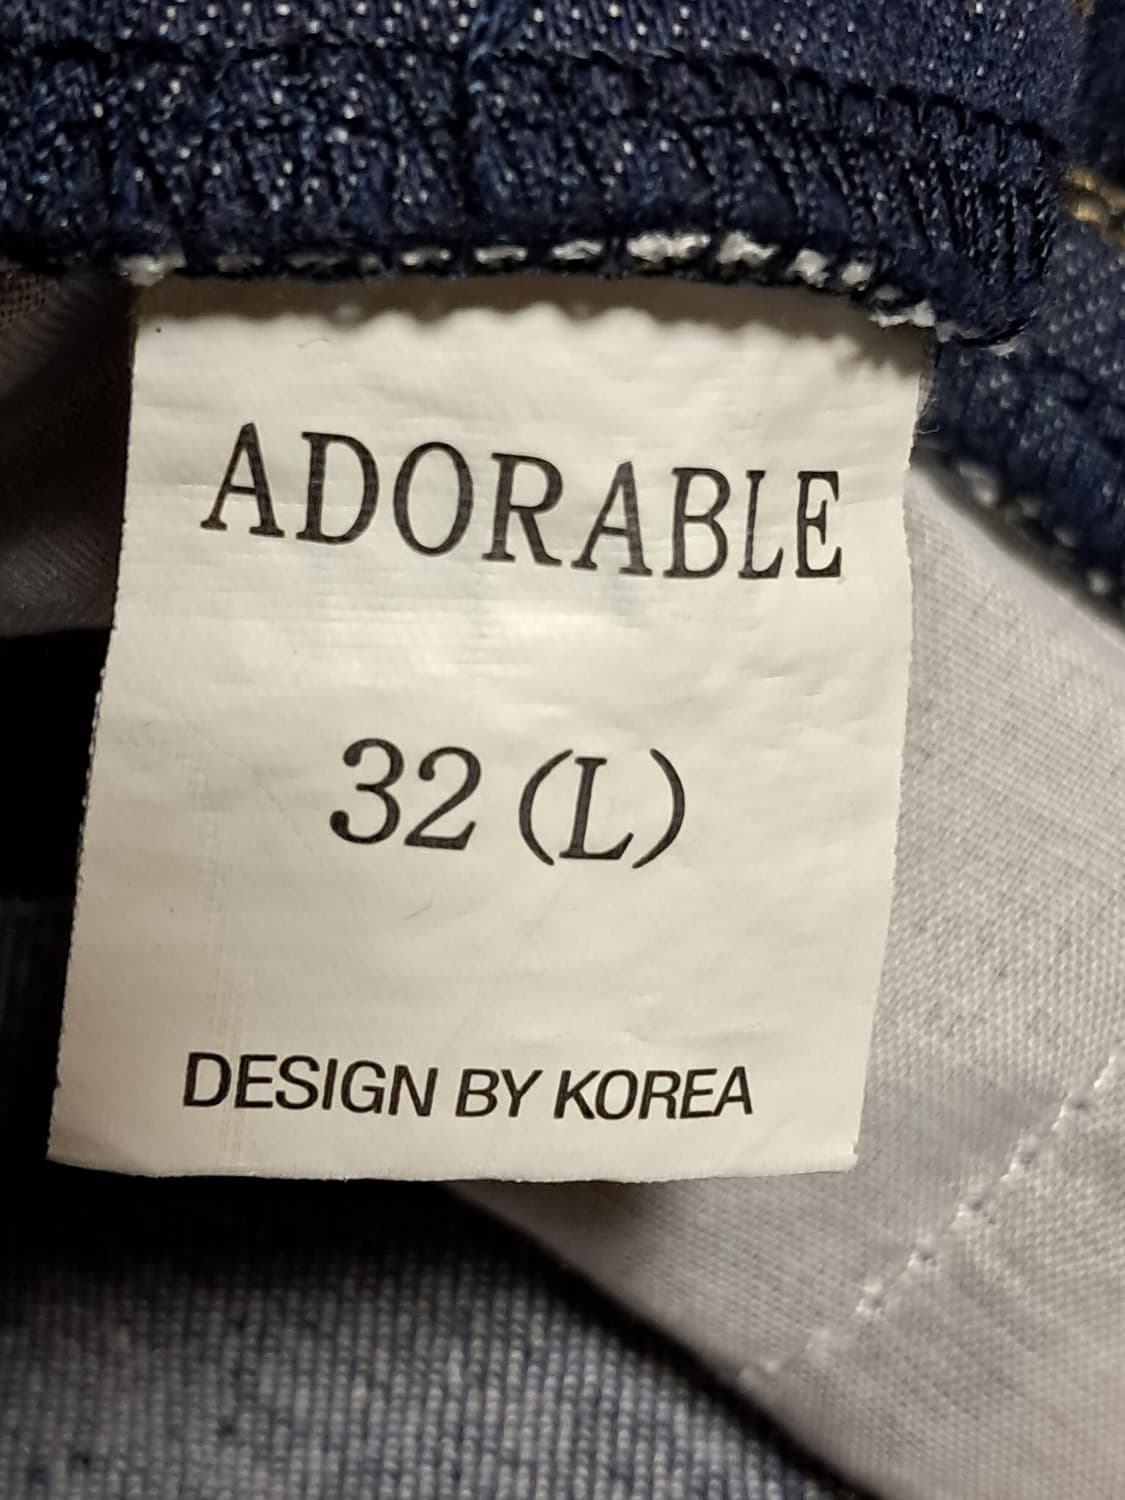 ADORABLE
32 (L)
DESIGN BY KOREA